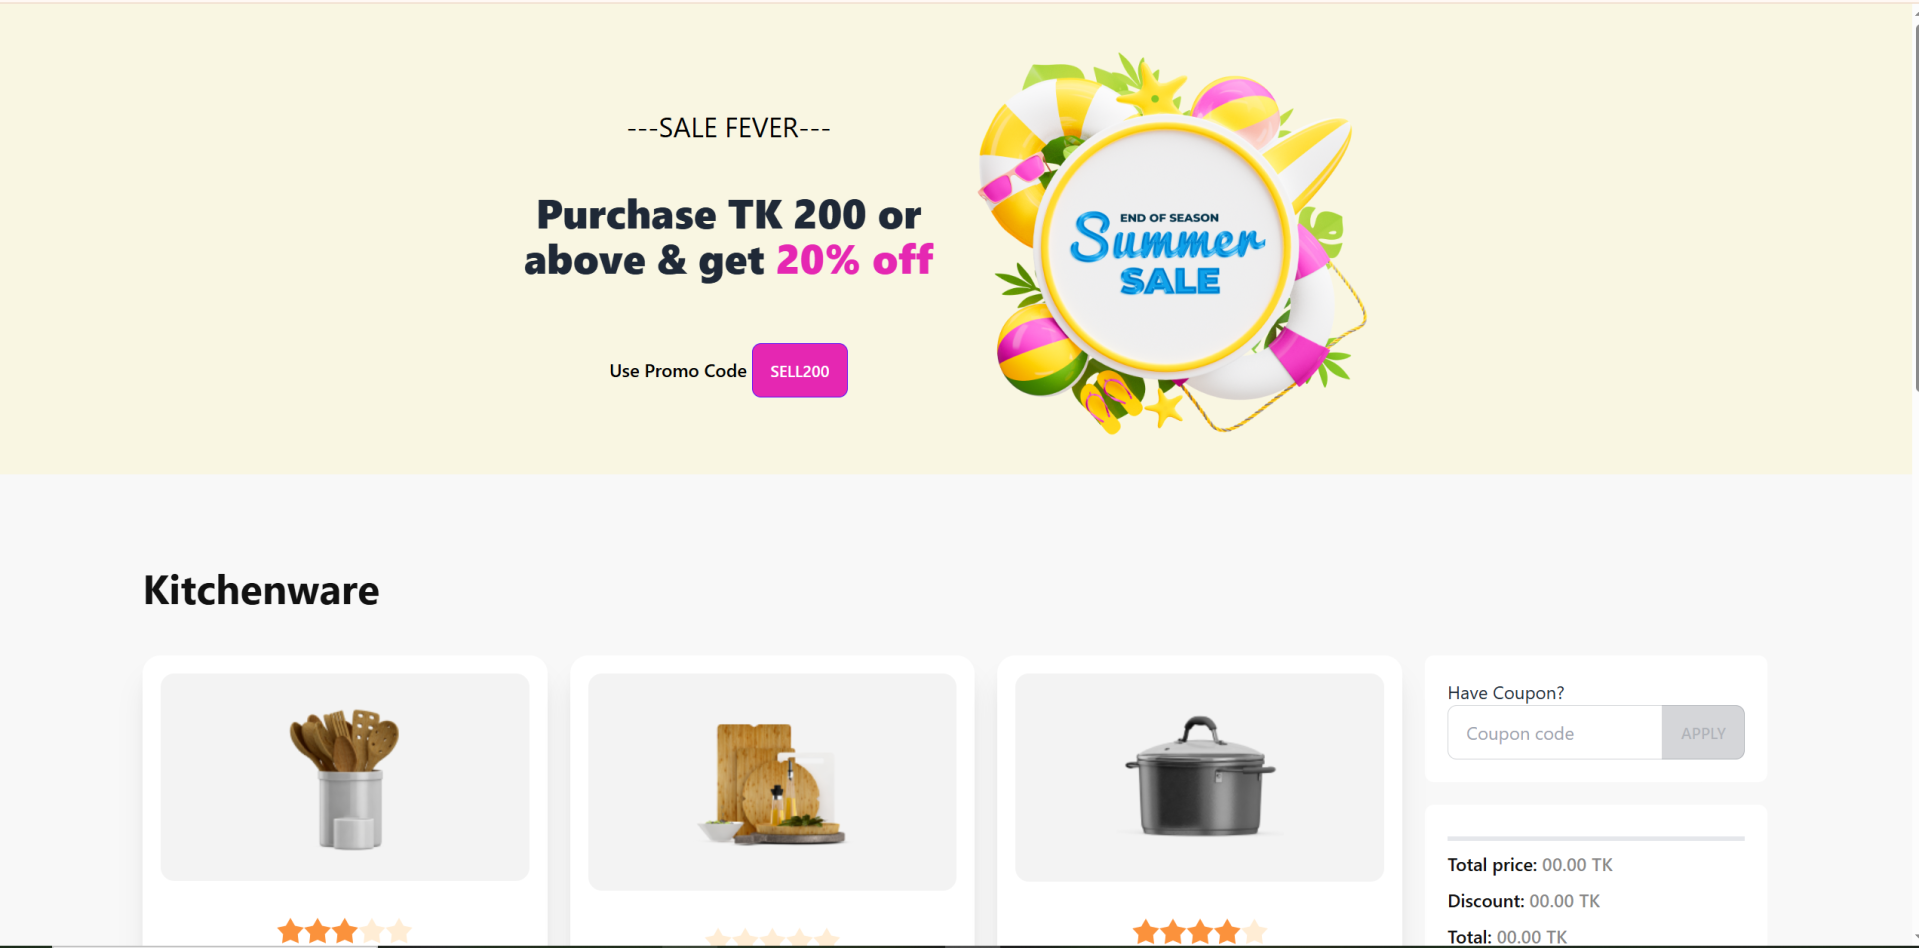 ---SALE FEVER---
Purchase TK 200 or
above & get 20% off
Use Promo Code SELL200
END OF SEASON
Summer
SALE
Kitchenware
Have Coupon?
Coupon code APPLY
Total price: 00.00 TK
Discount: 00.00 TK
Total: 00.00 TK